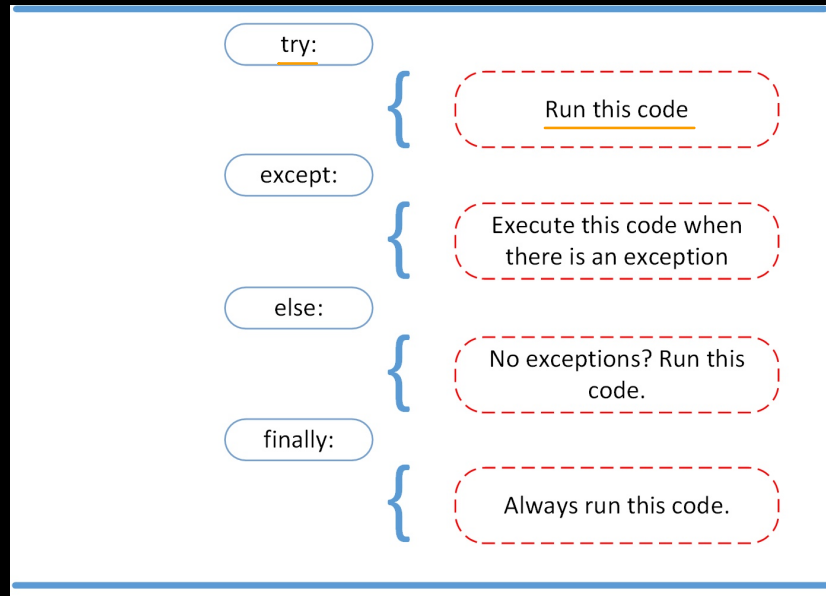 try:
Run this code
except:
Execute this code when
there is an exception
else:
No exceptions? Run this
code.
finally:
Always run this code.